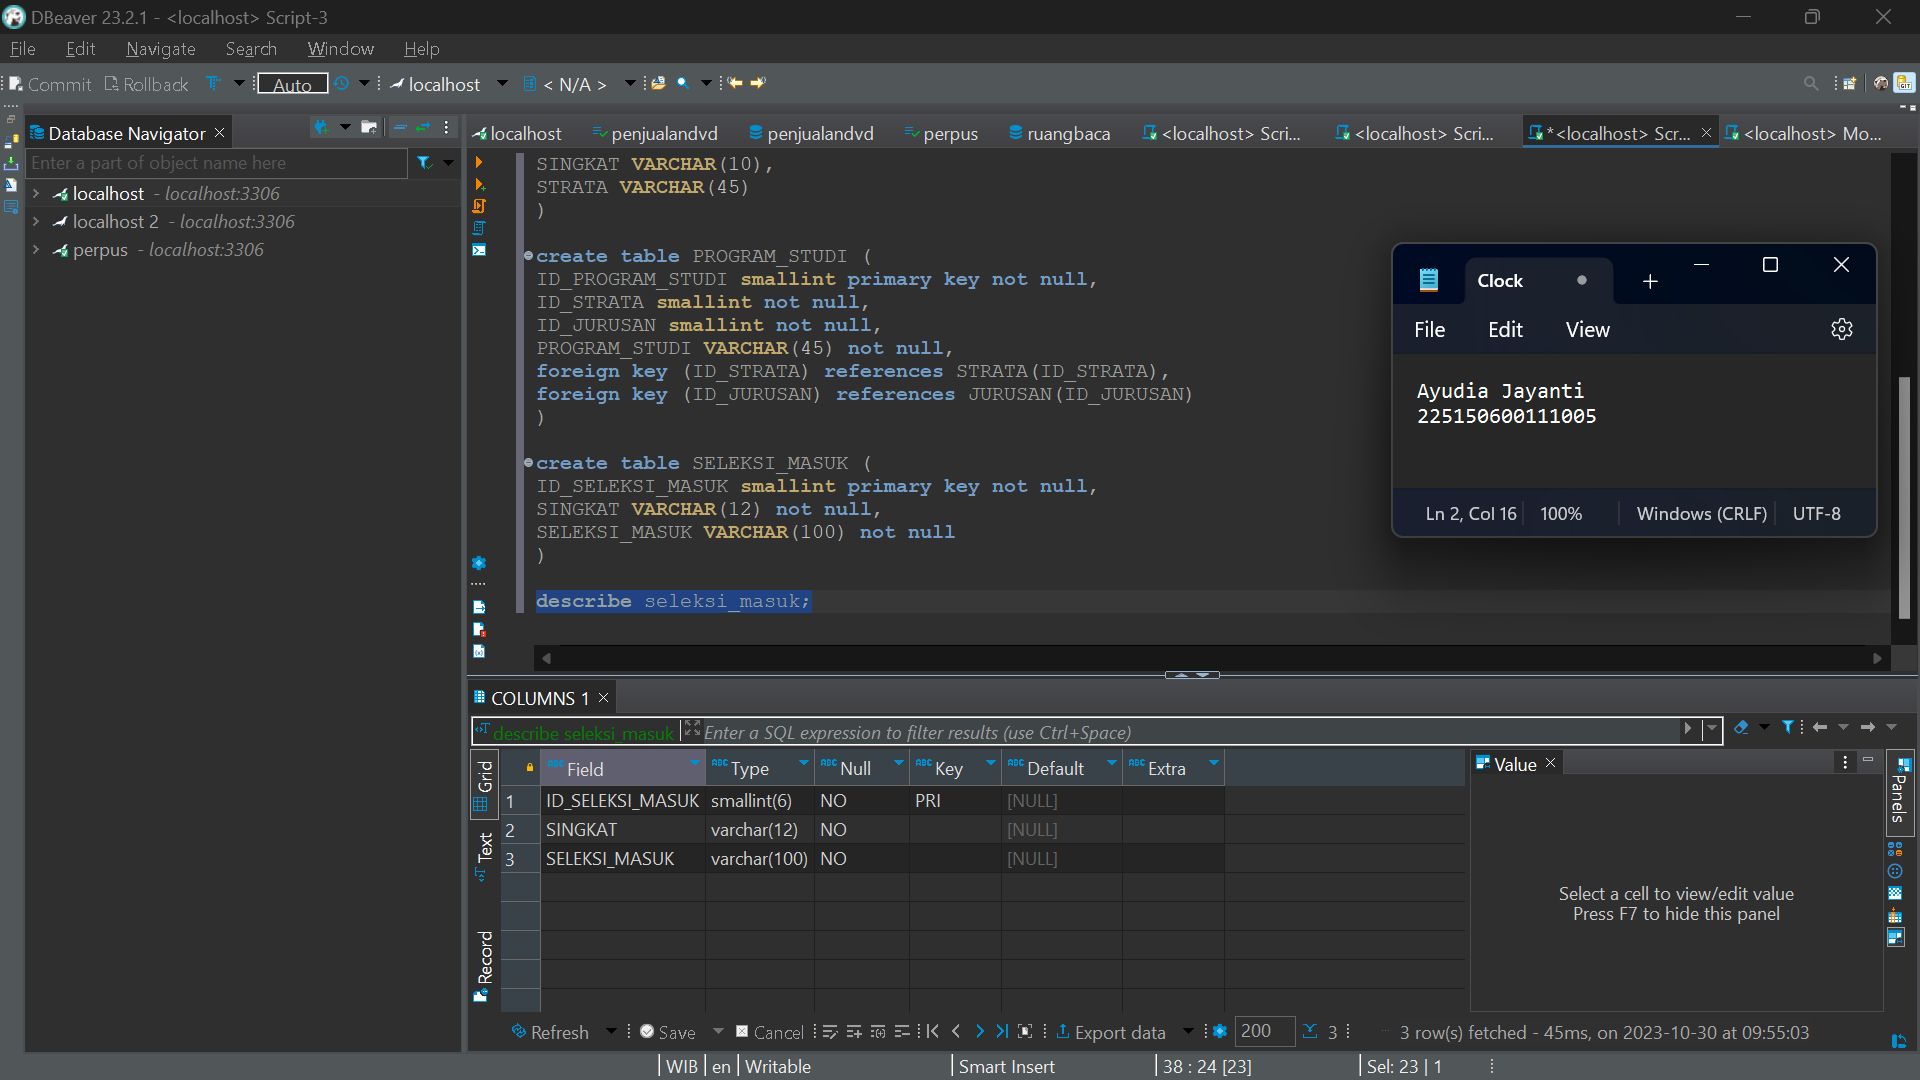 DBeaver 23.2.1 - <localhost> Script-3
File Edit Navigate Search Window Help
Commit Rollback Auto localhost < N/A >
Database Navigator
Enter a part of object name here
localhost - localhost:3306
localhost 2 - localhost:3306
perpus - localhost:3306
localhost penjualandvd penjualandvd perpus ruangbaca <localhost> Scri... <localhost> Scri... *<localhost> Scr... <localhost> Mo...
SINGKAT VARCHAR(10),
STRATA VARCHAR(45)
)
create table PROGRAM_STUDI (
ID_PROGRAM_STUDI smallint primary key not null,
ID_STRATA smallint not null,
ID_JURUSAN smallint not null,
PROGRAM_STUDI VARCHAR(45) not null,
foreign key (ID_STRATA) references STRATA(ID_STRATA),
foreign key (ID_JURUSAN) references JURUSAN(ID_JURUSAN)
)
create table SELEKSI_MASUK (
ID_SELEKSI_MASUK smallint primary key not null,
SINGKAT VARCHAR(12) not null,
SELEKSI_MASUK VARCHAR(100) not null
)
describe seleksi_masuk;
Clock
File Edit View
Ayudia Jayanti
225150600111005
Ln 2, Col 16 100% Windows (CRLF) UTF-8
COLUMNS 1
describe seleksi_masuk Enter a SQL expression to filter results (use Ctrl+Space)
Grid
Text
Record
Field Type Null Key Default Extra
1 ID_SELEKSI_MASUK smallint(6) NO PRI [NULL]
2 SINGKAT varchar(12) NO [NULL]
3 SELEKSI_MASUK varchar(100) NO [NULL]
Value
Select a cell to view/edit value
Press F7 to hide this panel
Panels
Refresh Save Cancel Export data 200 3 3 row(s) fetched - 45ms, on 2023-10-30 at 09:55:03
WIB en Writable Smart Insert 38 : 24 [23] Sel: 23 | 1